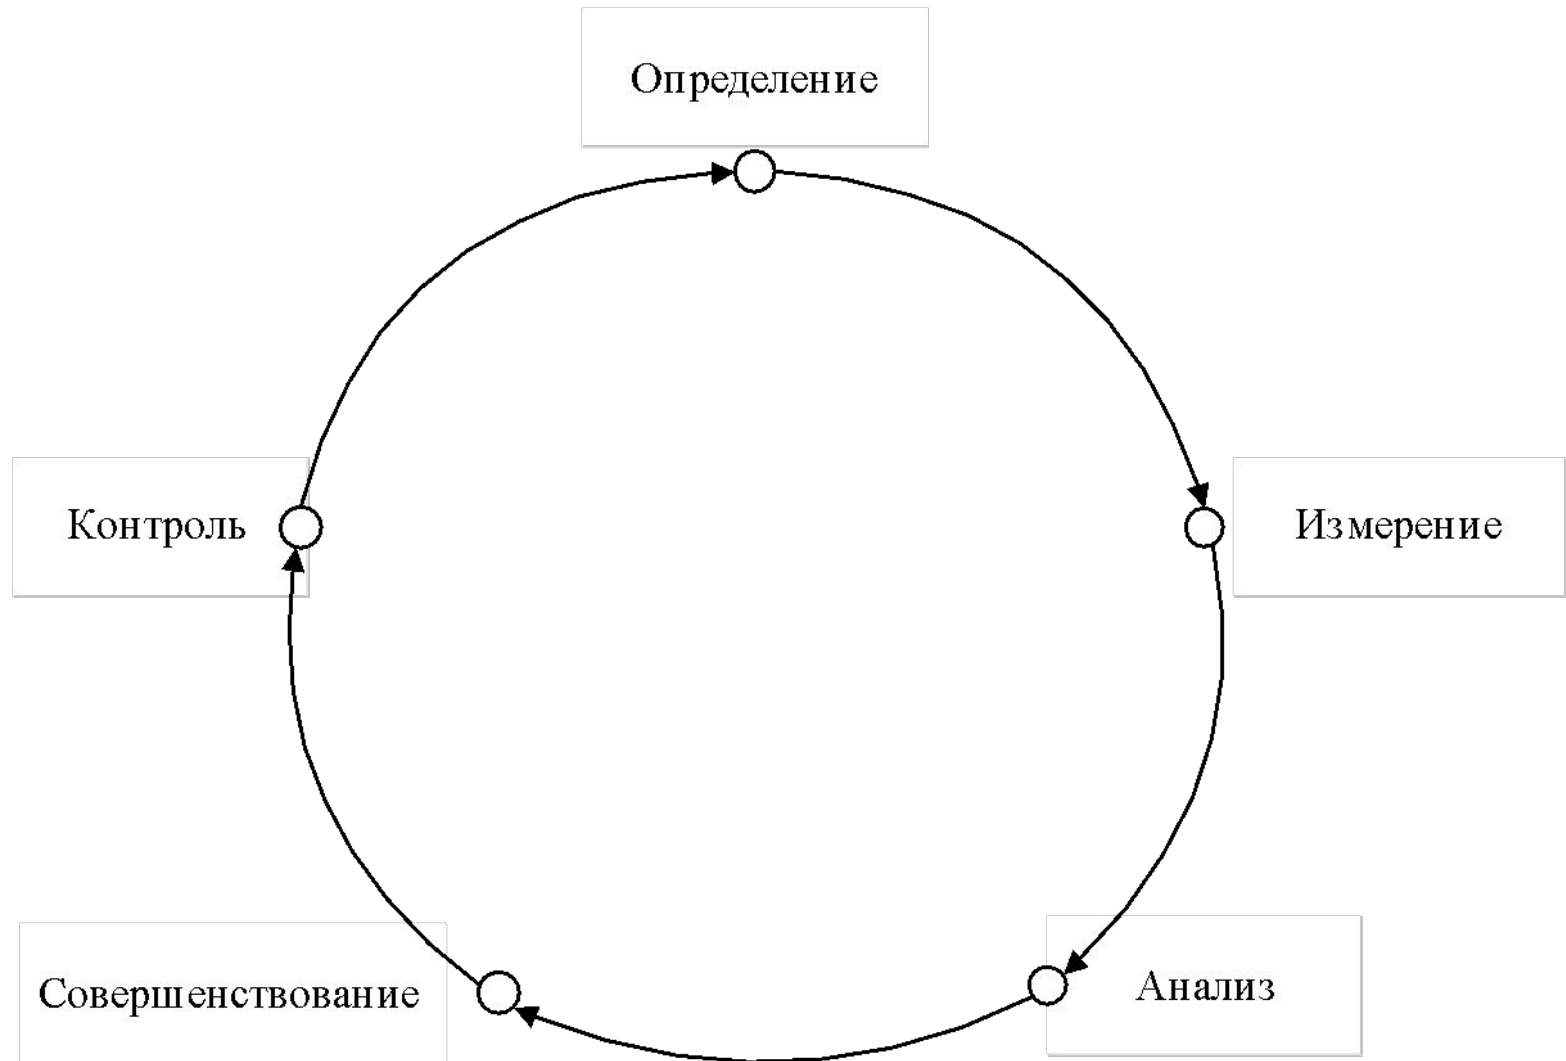 Определение
Контроль
Измерение
Совершенствование
Анализ